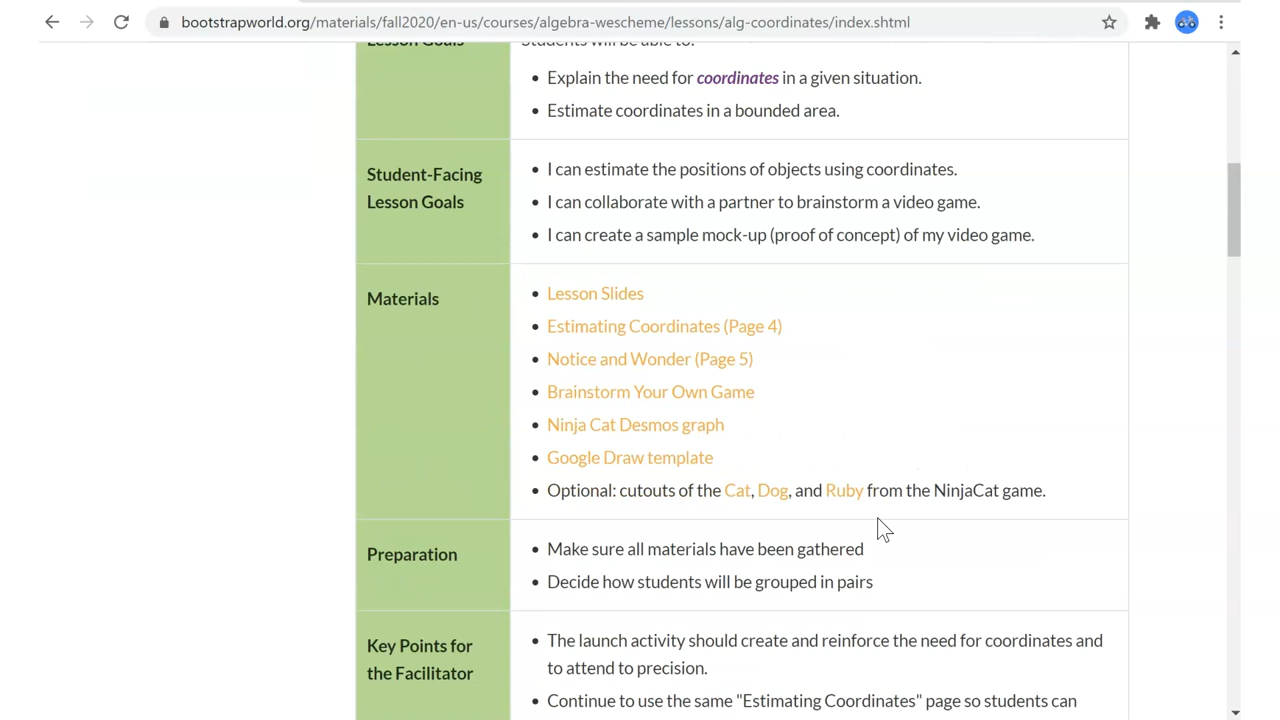 bootstrapworld.org/materials/fall2020/en-us/courses/algebra-wescheme/lessons/alg-coordinates/index.shtml
Lesson Goals
Students will be able to:
• Explain the need for coordinates in a given situation.
• Estimate coordinates in a bounded area.
Student-Facing
Lesson Goals
• I can estimate the positions of objects using coordinates.
• I can collaborate with a partner to brainstorm a video game.
• I can create a sample mock-up (proof of concept) of my video game.
Materials
• Lesson Slides
• Estimating Coordinates (Page 4)
• Notice and Wonder (Page 5)
• Brainstorm Your Own Game
• Ninja Cat Desmos graph
• Google Draw template
• Optional: cutouts of the Cat, Dog, and Ruby from the NinjaCat game.
Preparation
• Make sure all materials have been gathered
• Decide how students will be grouped in pairs
Key Points for
the Facilitator
• The launch activity should create and reinforce the need for coordinates and
to attend to precision.
• Continue to use the same "Estimating Coordinates" page so students can